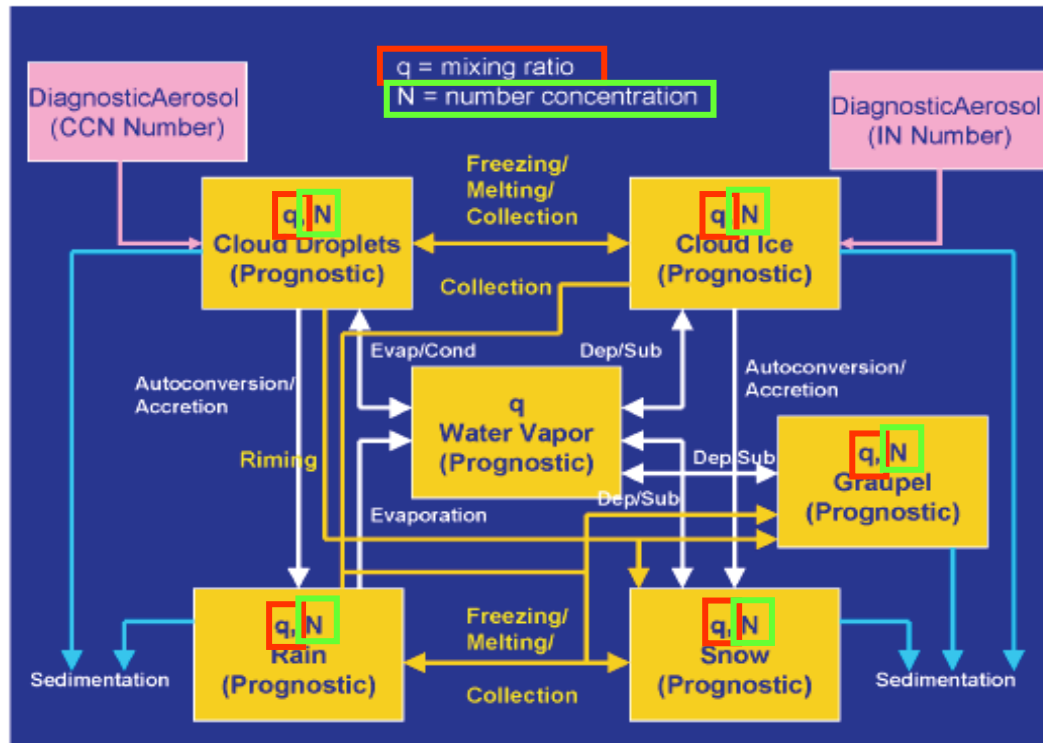 q = mixing ratio
N = number concentration
DiagnosticAerosol
(CCN Number)
DiagnosticAerosol
(IN Number)
Freezing/
Melting/
Collection
q, N
Cloud Droplets
(Prognostic)
q, N
Cloud Ice
(Prognostic)
Collection
Evap/Cond
Dep/Sub
Autoconversion/
Accretion
Autoconversion/
Accretion
q
Water Vapor
(Prognostic)
Riming
Dep/Sub
q, N
Graupel
(Prognostic)
Dep/Sub
Evaporation
q, N
Rain
(Prognostic)
Freezing/
Melting/
Collection
q, N
Snow
(Prognostic)
Sedimentation
Sedimentation